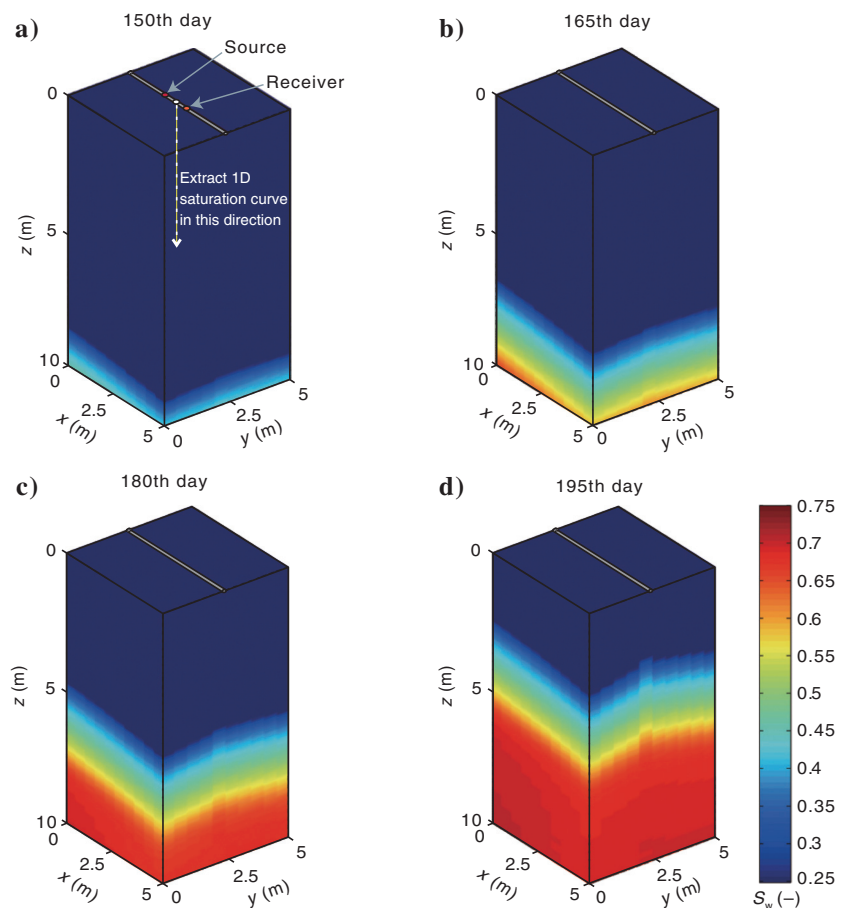 a)
150th day
Source
Receiver
0
5
10
z (m)
Extract 1D
saturation curve
in this direction
0
2.5
5
x (m)
0
2.5
5
y (m)
b)
165th day
0
5
10
z (m)
0
2.5
5
x (m)
0
2.5
5
y (m)
c)
180th day
0
5
10
z (m)
0
2.5
5
x (m)
0
2.5
5
y (m)
d)
195th day
0
5
10
z (m)
0
2.5
5
x (m)
0
2.5
5
y (m)
0.75
0.7
0.65
0.6
0.55
0.5
0.45
0.4
0.35
0.3
0.25
S_w (–)